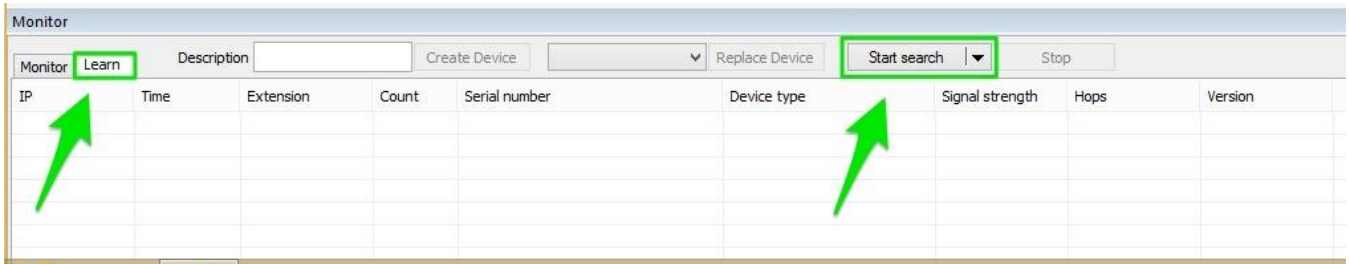 Monitor
Monitor Learn Description Create Device Replace Device Start search Stop
IP Time Extension Count Serial number Device type Signal strength Hops Version